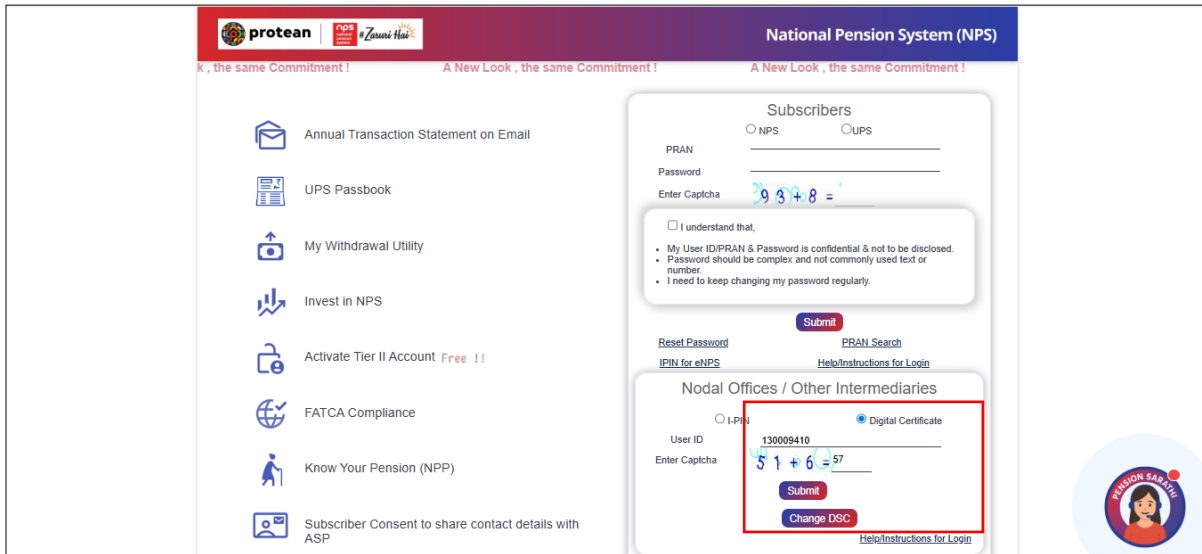 protean
nps
national
pension
system
#Zaruri Hai
National Pension System (NPS)
k , the same Commitment !
A New Look , the same Commitment !
A New Look , the same Commitment !
Annual Transaction Statement on Email
UPS Passbook
My Withdrawal Utility
Invest in NPS
Activate Tier II Account Free !!
FATCA Compliance
Know Your Pension (NPP)
Subscriber Consent to share contact details with
ASP
Subscribers
NPS
UPS
PRAN
Password
Enter Captcha
93 + 8 =
I understand that,
• My User ID/PRAN & Password is confidential & not to be disclosed.
• Password should be complex and not commonly used text or
number.
• I need to keep changing my password regularly.
Submit
Reset Password
PRAN Search
IPIN for eNPS
Help/Instructions for Login
Nodal Offices / Other Intermediaries
I-PIN
Digital Certificate
User ID
130009410
Enter Captcha
51 + 6 = 57
Submit
Change DSC
Help/Instructions for Login
PENSION SARATHI